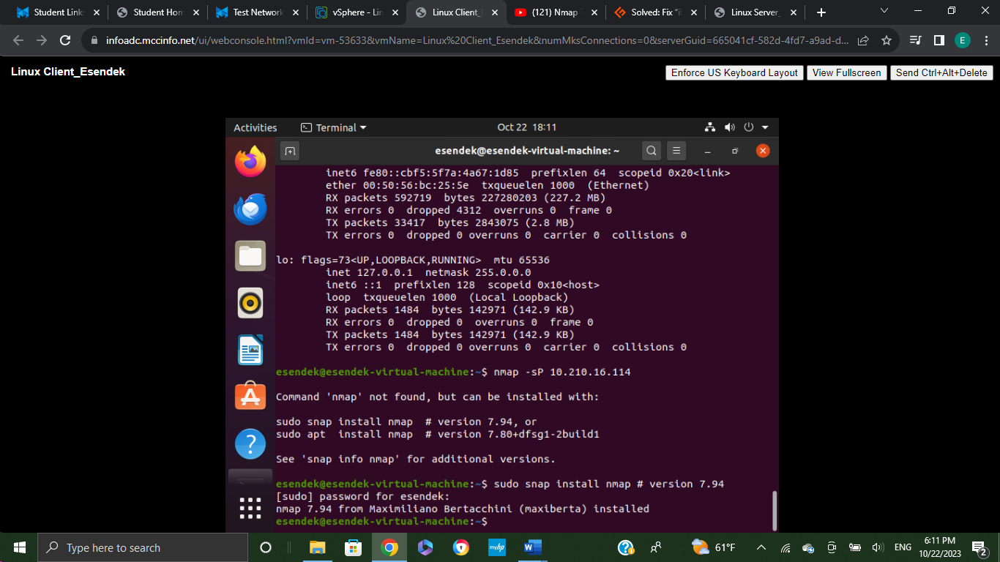 Student Link
Student Hom
Test Network
vSphere - Lin
Linux Client_
(121) Nmap
Solved: Fix "i
Linux Server_
infoadc.mccinfo.net/ui/webconsole.html?vmId=vm-53633&vmName=Linux%20Client_Esendek&numMksConnections=0&serverGuid=665041cf-582d-4fd7-a9ad-d...
E
Linux Client_Esendek
Enforce US Keyboard Layout
View Fullscreen
Send Ctrl+Alt+Delete
Activities
Terminal
Oct 22 18:11
esendek@esendek-virtual-machine: ~
inet6 fe80::cbf5:5f7a:4a67:1d85 prefixlen 64 scopeid 0x20<link>
ether 00:50:56:bc:25:5e txqueuelen 1000 (Ethernet)
RX packets 592719 bytes 227280203 (227.2 MB)
RX errors 0 dropped 4312 overruns 0 frame 0
TX packets 33417 bytes 2843075 (2.8 MB)
TX errors 0 dropped 0 overruns 0 carrier 0 collisions 0
lo: flags=73<UP,LOOPBACK,RUNNING> mtu 65536
inet 127.0.0.1 netmask 255.0.0.0
inet6 ::1 prefixlen 128 scopeid 0x10<host>
loop txqueuelen 1000 (Local Loopback)
RX packets 1484 bytes 142971 (142.9 KB)
RX errors 0 dropped 0 overruns 0 frame 0
TX packets 1484 bytes 142971 (142.9 KB)
TX errors 0 dropped 0 overruns 0 carrier 0 collisions 0
esendek@esendek-virtual-machine:~$ nmap -sP 10.210.16.114
Command 'nmap' not found, but can be installed with:
sudo snap install nmap # version 7.94, or
sudo apt install nmap # version 7.80+dfsg1-2build1
See 'snap info nmap' for additional versions.
esendek@esendek-virtual-machine:~$ sudo snap install nmap # version 7.94
[sudo] password for esendek:
nmap 7.94 from Maximiliano Bertacchini (maxiberta) installed
esendek@esendek-virtual-machine:~$
Type here to search
myhp
W
61°F
ENG
6:11 PM
10/22/2023
2